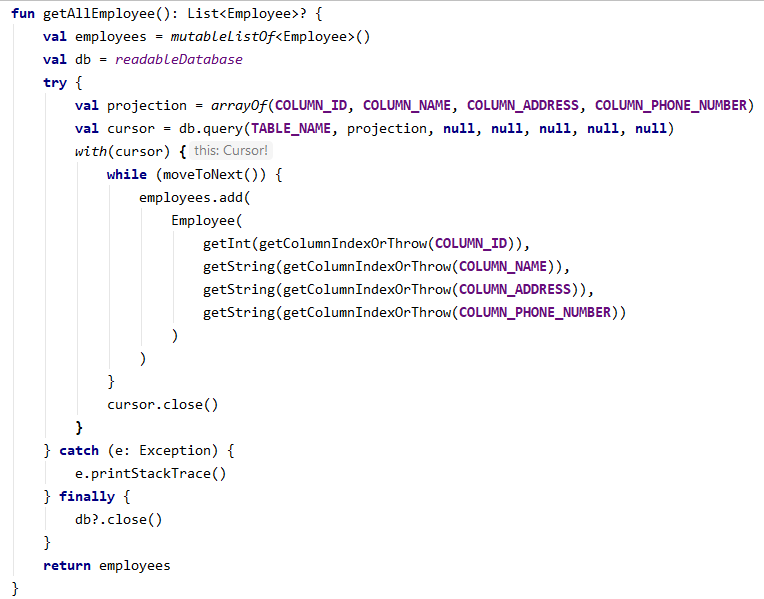 fun getAllEmployee(): List<Employee>? {
    val employees = mutableListOf<Employee>()
    val db = readableDatabase
    try {
        val projection = arrayOf(COLUMN_ID, COLUMN_NAME, COLUMN_ADDRESS, COLUMN_PHONE_NUMBER)
        val cursor = db.query(TABLE_NAME, projection, null, null, null, null, null)
        with(cursor) { this: Cursor!
            while (moveToNext()) {
                employees.add(
                    Employee(
                        getInt(getColumnIndexOrThrow(COLUMN_ID)),
                        getString(getColumnIndexOrThrow(COLUMN_NAME)),
                        getString(getColumnIndexOrThrow(COLUMN_ADDRESS)),
                        getString(getColumnIndexOrThrow(COLUMN_PHONE_NUMBER))
                    )
                )
            }
            cursor.close()
        }
    } catch (e: Exception) {
        e.printStackTrace()
    } finally {
        db?.close()
    }
    return employees
}